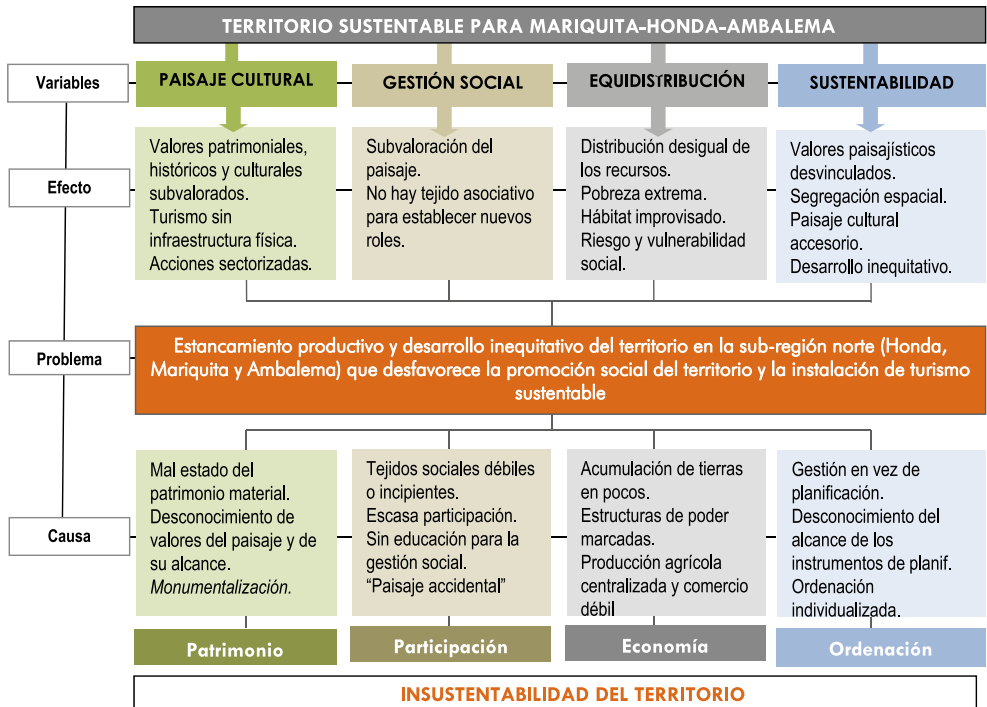 TERRITORIO SUSTENTABLE PARA MARIQUITA-HONDA-AMBALEMA
Variables
PAISAJE CULTURAL
GESTIÓN SOCIAL
EQUIDISTRIBUCIÓN
SUSTENTABILIDAD
Efecto
Valores patrimoniales,
históricos y culturales
subvalorados.
Turismo sin
infraestructura física.
Acciones sectorizadas.
Subvaloración del
paisaje.
No hay tejido asociativo
para establecer nuevos
roles.
Distribución desigual de
los recursos.
Pobreza extrema.
Hábitat improvisado.
Riesgo y vulnerabilidad
social.
Valores paisajísticos
desvinculados.
Segregación espacial.
Paisaje cultural
accesorio.
Desarrollo inequitativo.
Problema
Estancamiento productivo y desarrollo inequitativo del territorio en la sub-región norte (Honda,
Mariquita y Ambalema) que desfavorece la promoción social del territorio y la instalación de turismo
sustentable
Causa
Mal estado del
patrimonio material.
Desconocimiento de
valores del paisaje y de
su alcance.
Monumentalización.
Tejidos sociales débiles
o incipientes.
Escasa participación.
Sin educación para la
gestión social.
“Paisaje accidental”
Acumulación de tierras
en pocos.
Estructuras de poder
marcadas.
Producción agrícola
centralizada y comercio
débil
Gestión en vez de
planificación.
Desconocimiento del
alcance de los
instrumentos de planif.
Ordenación
individualizada.
Patrimonio
Participación
Economía
Ordenación
INSUSTENTABILIDAD DEL TERRITORIO